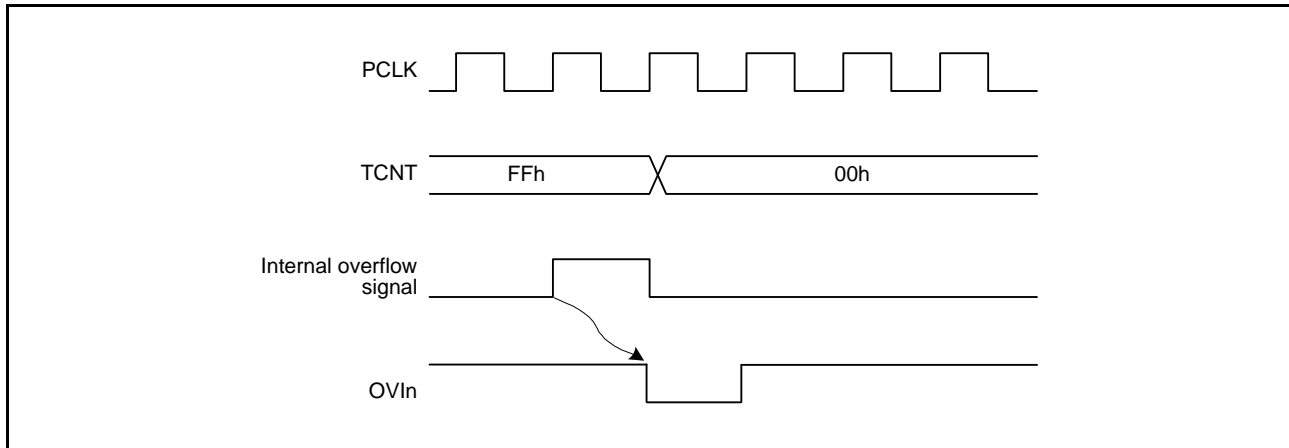 PCLK
TCNT
FFh
00h
Internal overflow
signal
OVIn